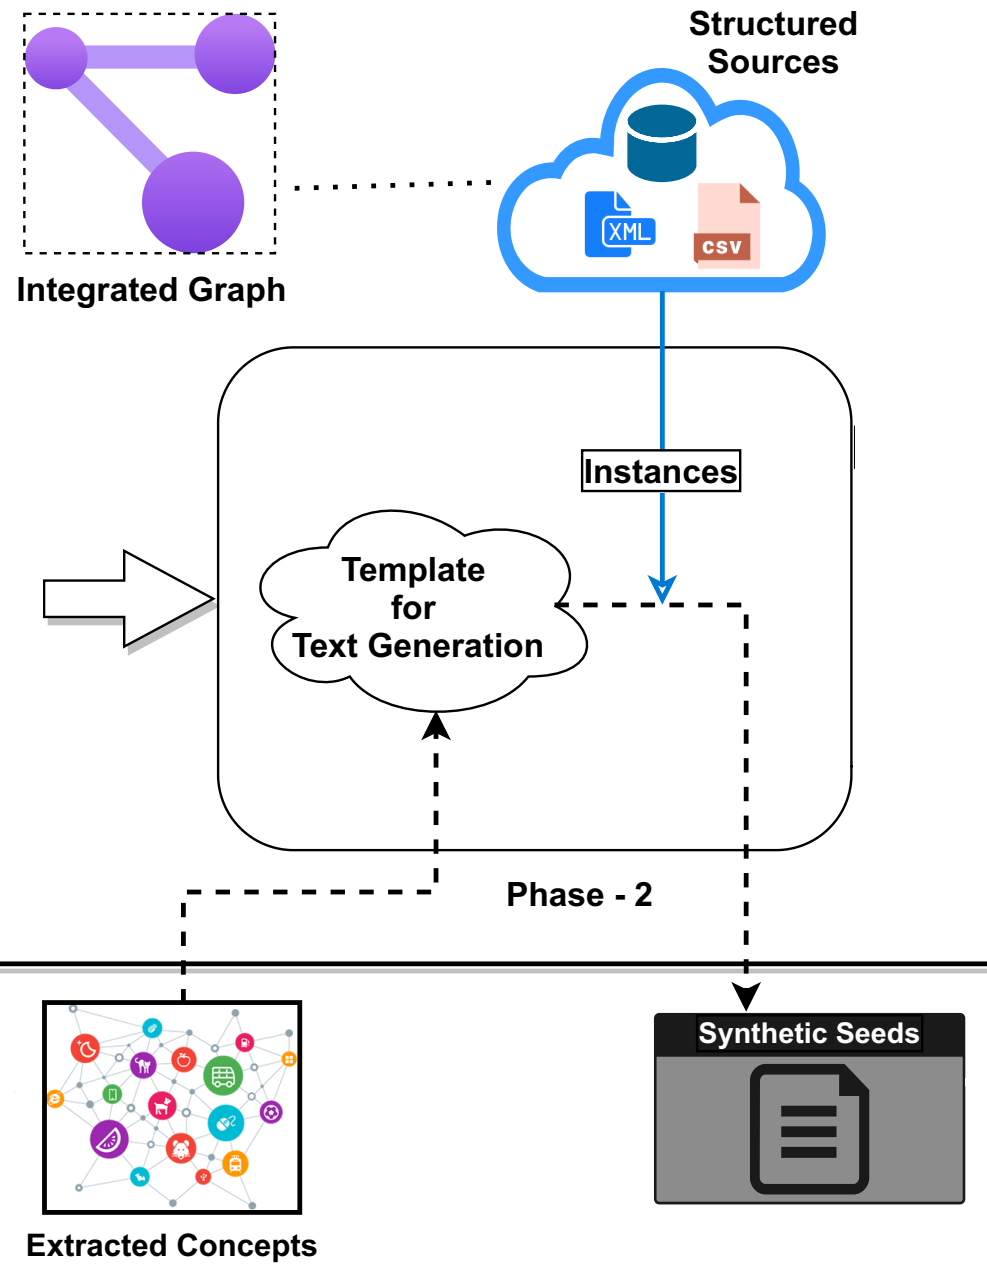 Structured
Sources
XML
CSV
Integrated Graph
Instances
Template
for
Text Generation
Phase - 2
Synthetic Seeds
Extracted Concepts